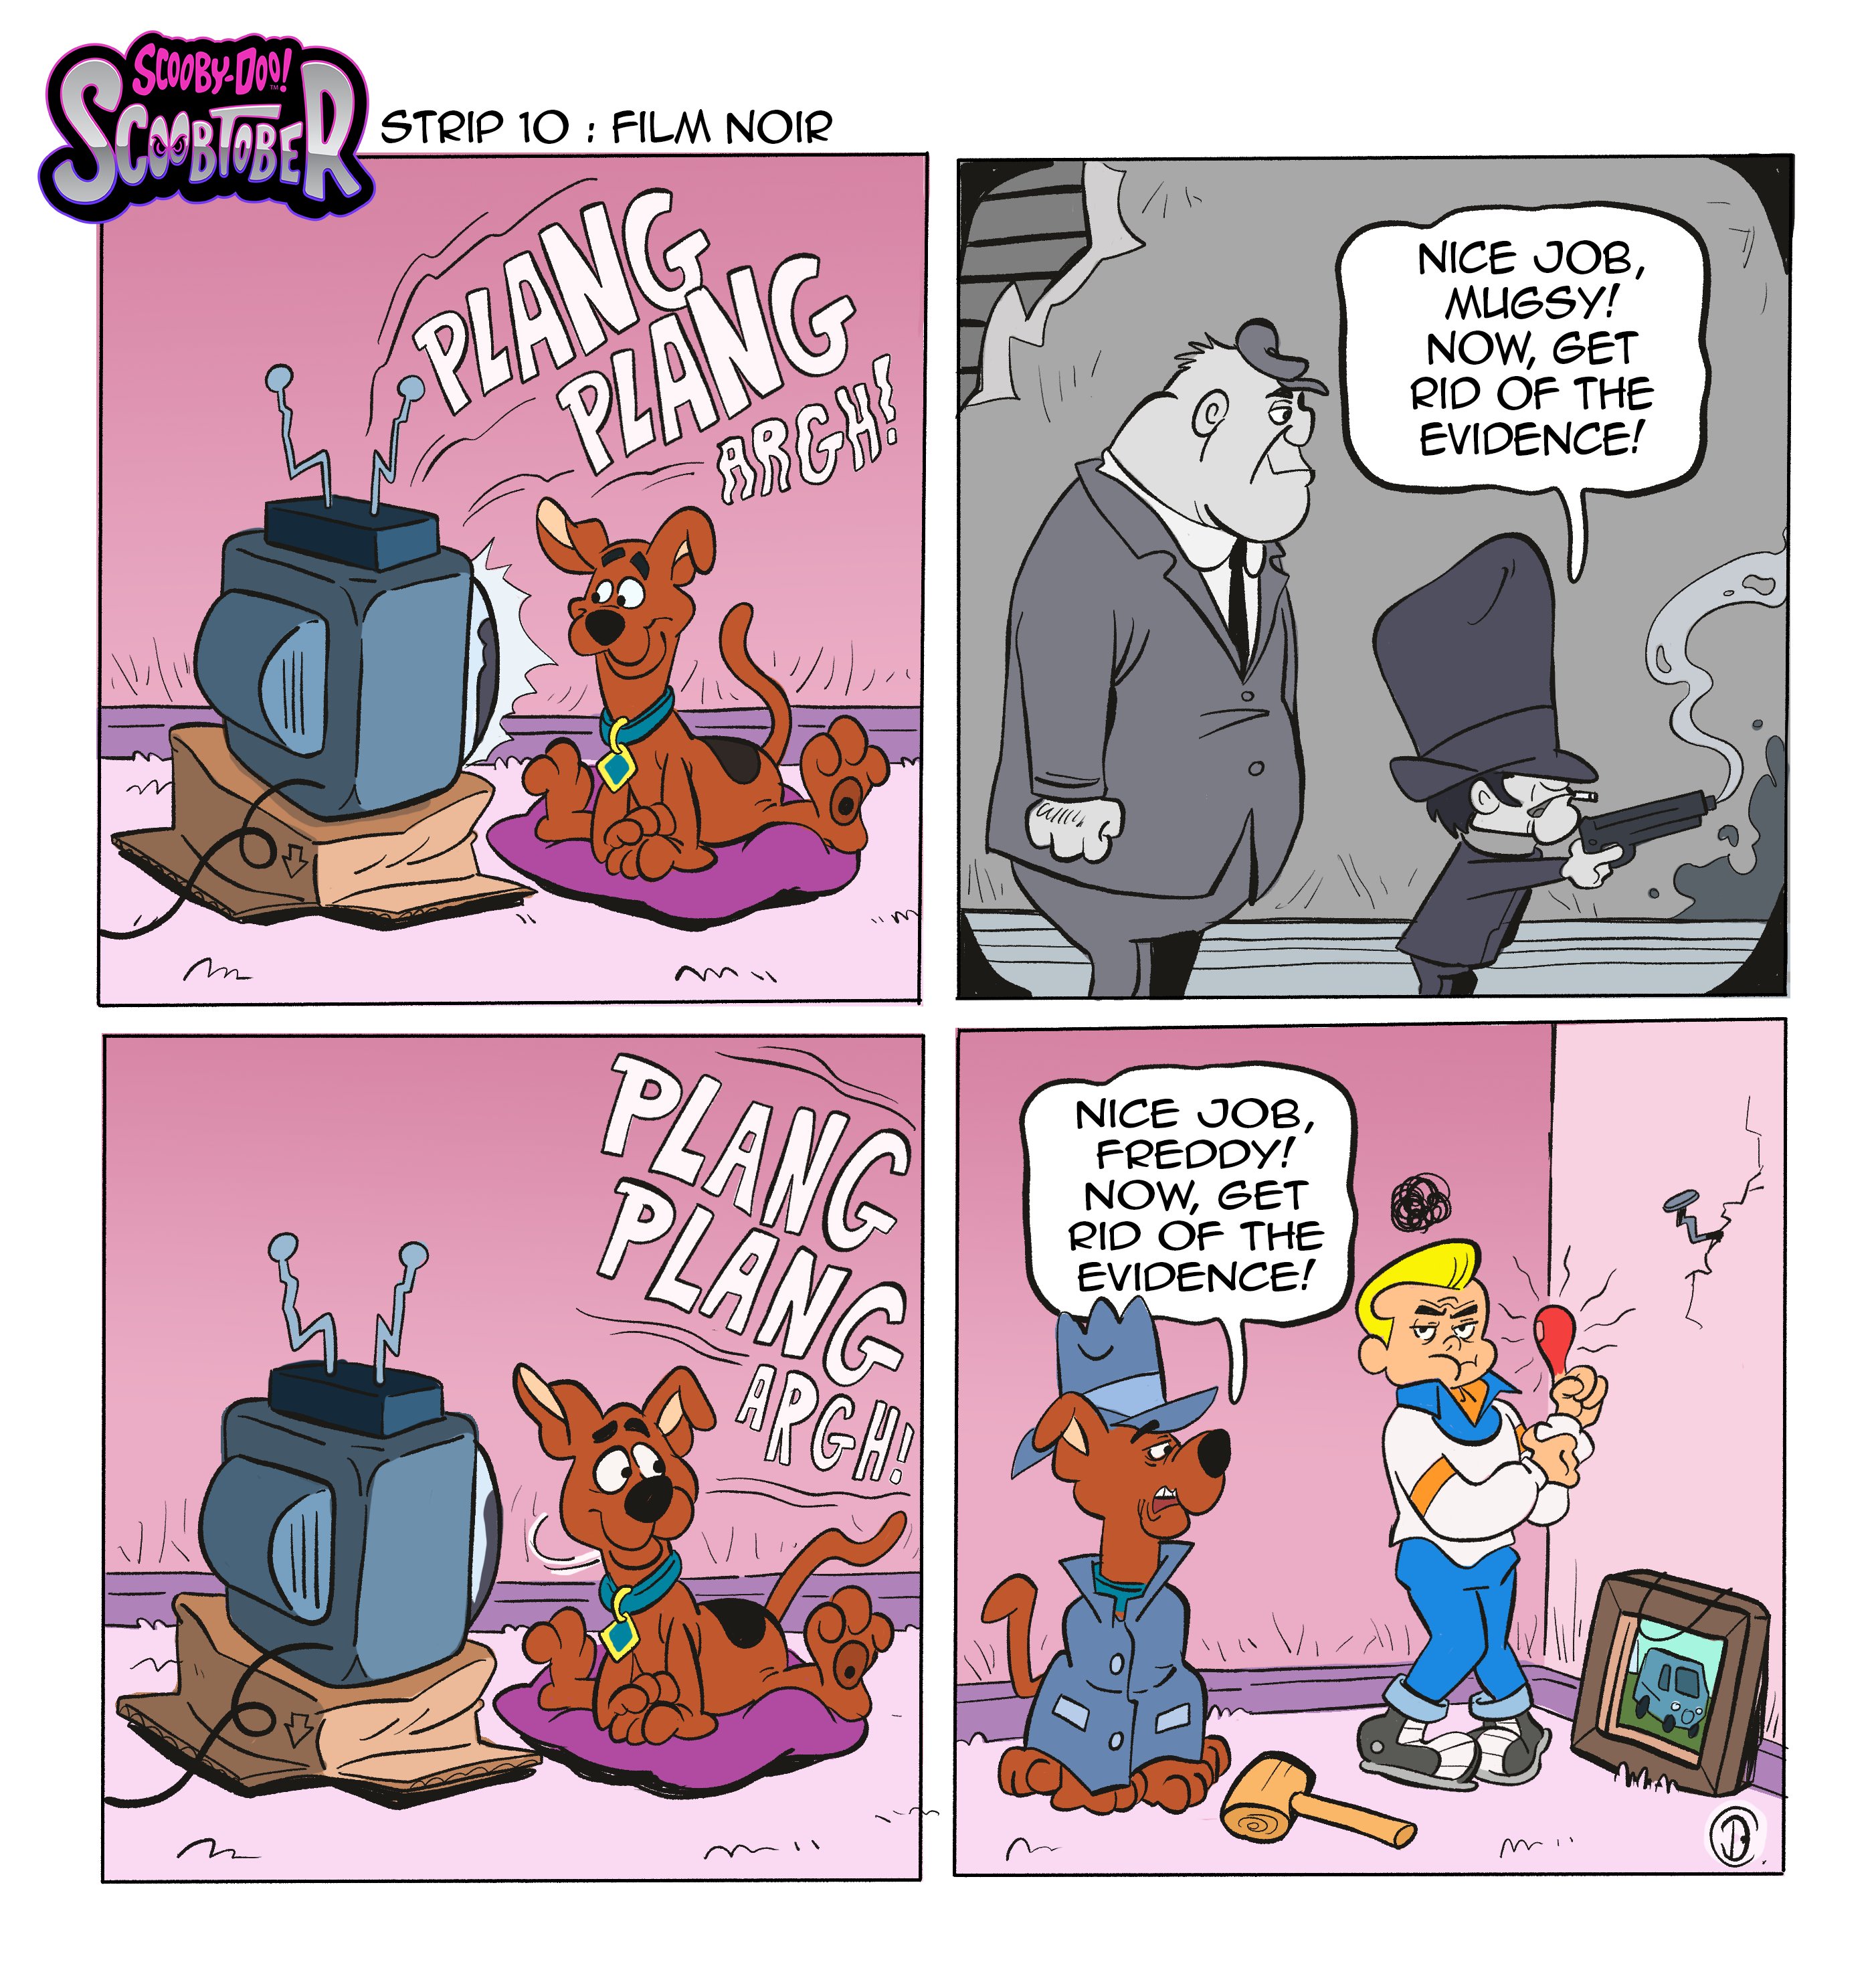 SCOOBY-DOO!™
SCOOBTOBER
STRIP 10 : FILM NOIR
PLANG
PLANG
ARGH!
NICE JOB,
MUGSY!
NOW, GET
RID OF THE
EVIDENCE!
PLANG
PLANG
ARGH!
NICE JOB,
FREDDY!
NOW, GET
RID OF THE
EVIDENCE!